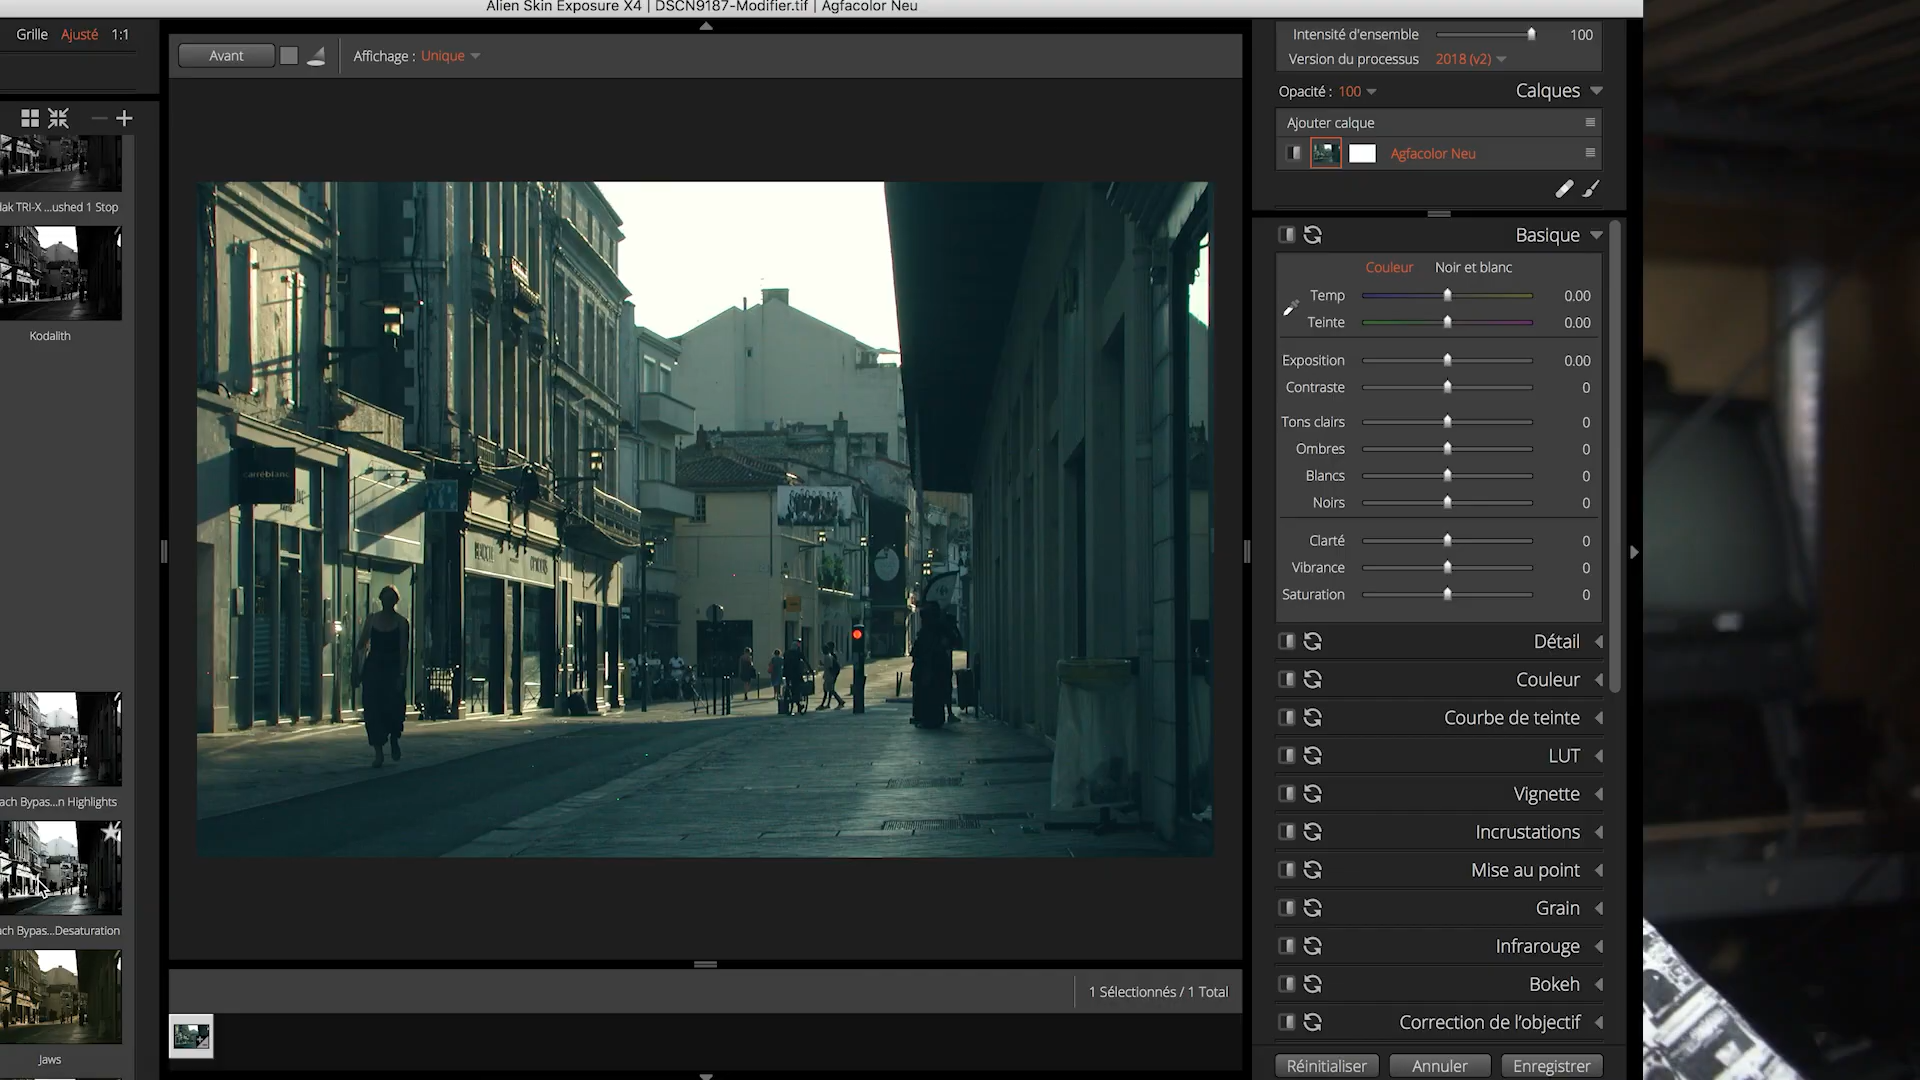 Alien Skin Exposure X4 | DSCN9187-Modifier.tif | Agfacolor Neu
Grille Ajusté 1:1
Avant
Affichage : Unique
dak TRI-X ...ushed 1 Stop
Kodalith
ach Bypas...n Highlights
ach Bypas...Desaturation
Jaws
carréblanc
1 Sélectionnés / 1 Total
Intensité d'ensemble 100
Version du processus 2018 (v2)
Opacité : 100 Calques
Ajouter calque
Agfacolor Neu
Basique
Couleur Noir et blanc
Temp 0.00
Teinte 0.00
Exposition 0.00
Contraste 0
Tons clairs 0
Ombres 0
Blancs 0
Noirs 0
Clarté 0
Vibrance 0
Saturation 0
Détail
Couleur
Courbe de teinte
LUT
Vignette
Incrustations
Mise au point
Grain
Infrarouge
Bokeh
Correction de l'objectif
Réinitialiser Annuler Enregistrer